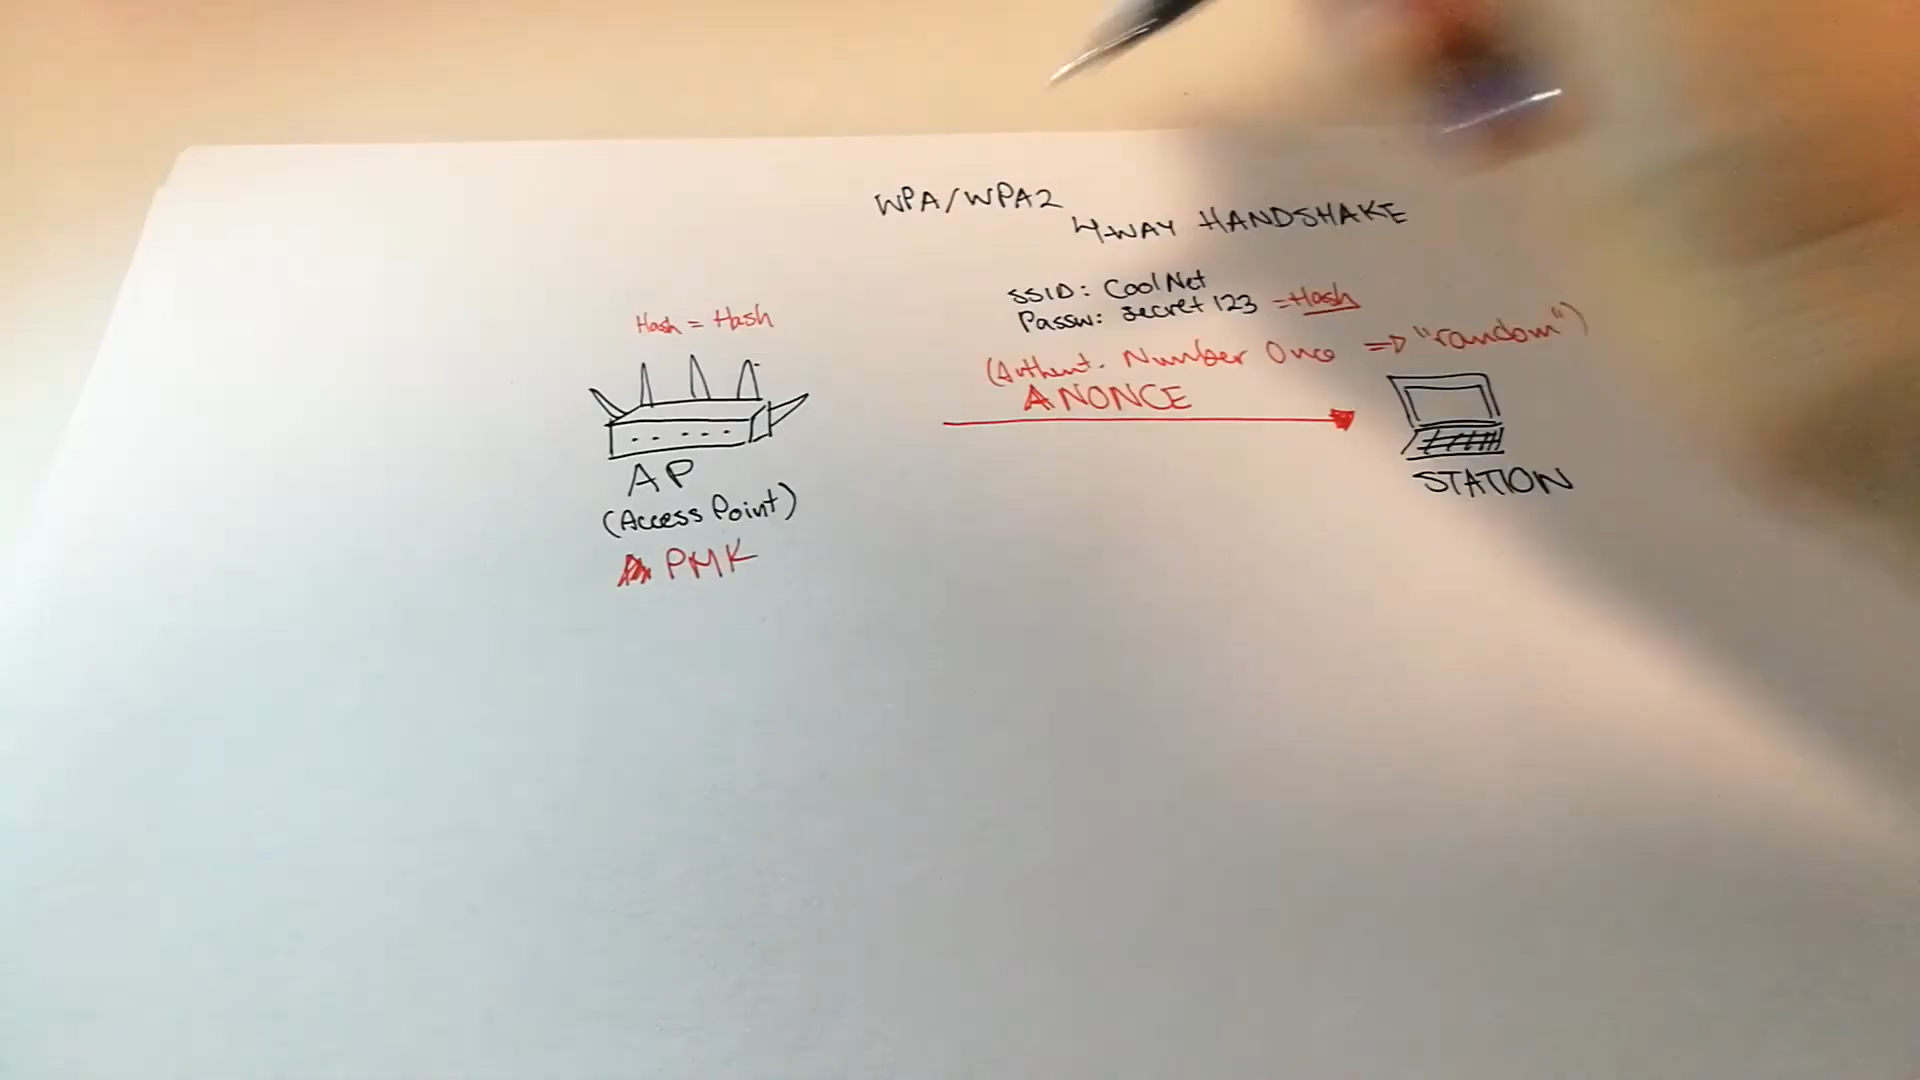 WPA/WPA2
4-WAY HANDSHAKE
SSID: CoolNet
Passw: secret123 =Hash
Hash = Hash
(Authent. Number Once => "random")
ANONCE
AP
(Access Point)
PMK
STATION